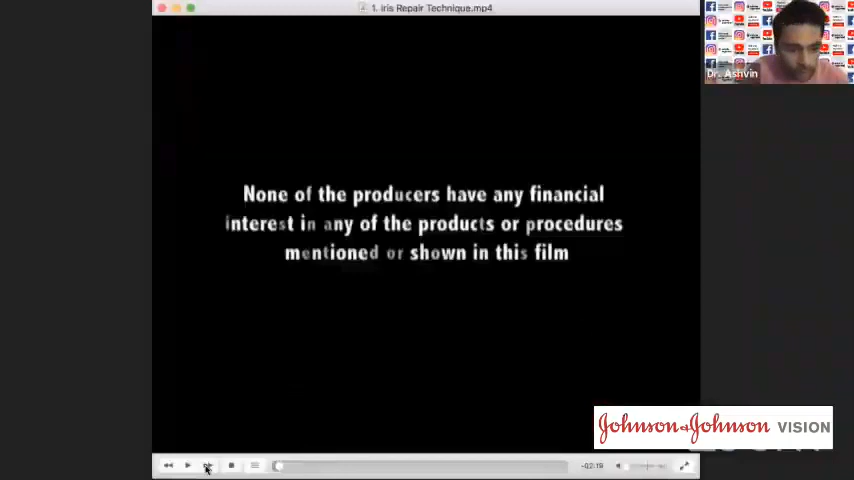 1. Iris Repair Technique.mp4
Dr. Ashvin
None of the producers have any financial
interest in any of the products or procedures
mentioned or shown in this film
Johnson & Johnson VISION
-02:19